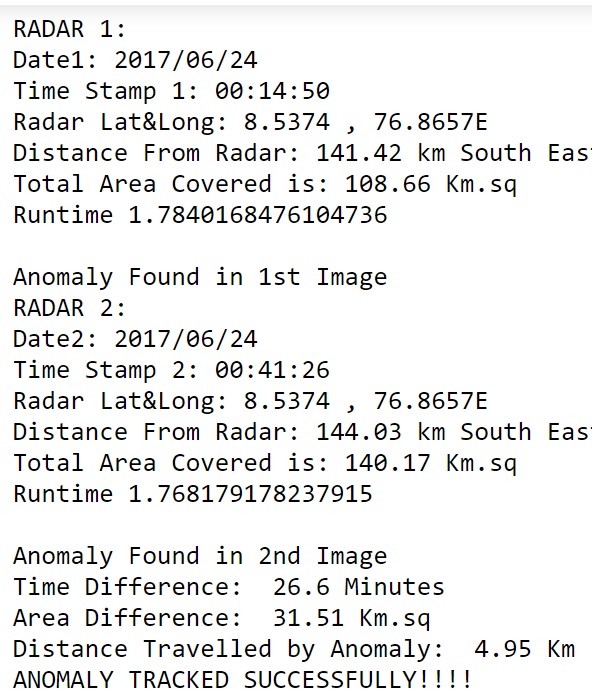 RADAR 1:
Date1: 2017/06/24
Time Stamp 1: 00:14:50
Radar Lat&Long: 8.5374 , 76.8657E
Distance From Radar: 141.42 km South Eas
Total Area Covered is: 108.66 Km.sq
Runtime 1.7840168476104736
Anomaly Found in 1st Image
RADAR 2:
Date2: 2017/06/24
Time Stamp 2: 00:41:26
Radar Lat&Long: 8.5374 , 76.8657E
Distance From Radar: 144.03 km South Eas
Total Area Covered is: 140.17 Km.sq
Runtime 1.768179178237915
Anomaly Found in 2nd Image
Time Difference:  26.6 Minutes
Area Difference:  31.51 Km.sq
Distance Travelled by Anomaly:  4.95 Km
ANOMALY TRACKED SUCCESSFULLY!!!!